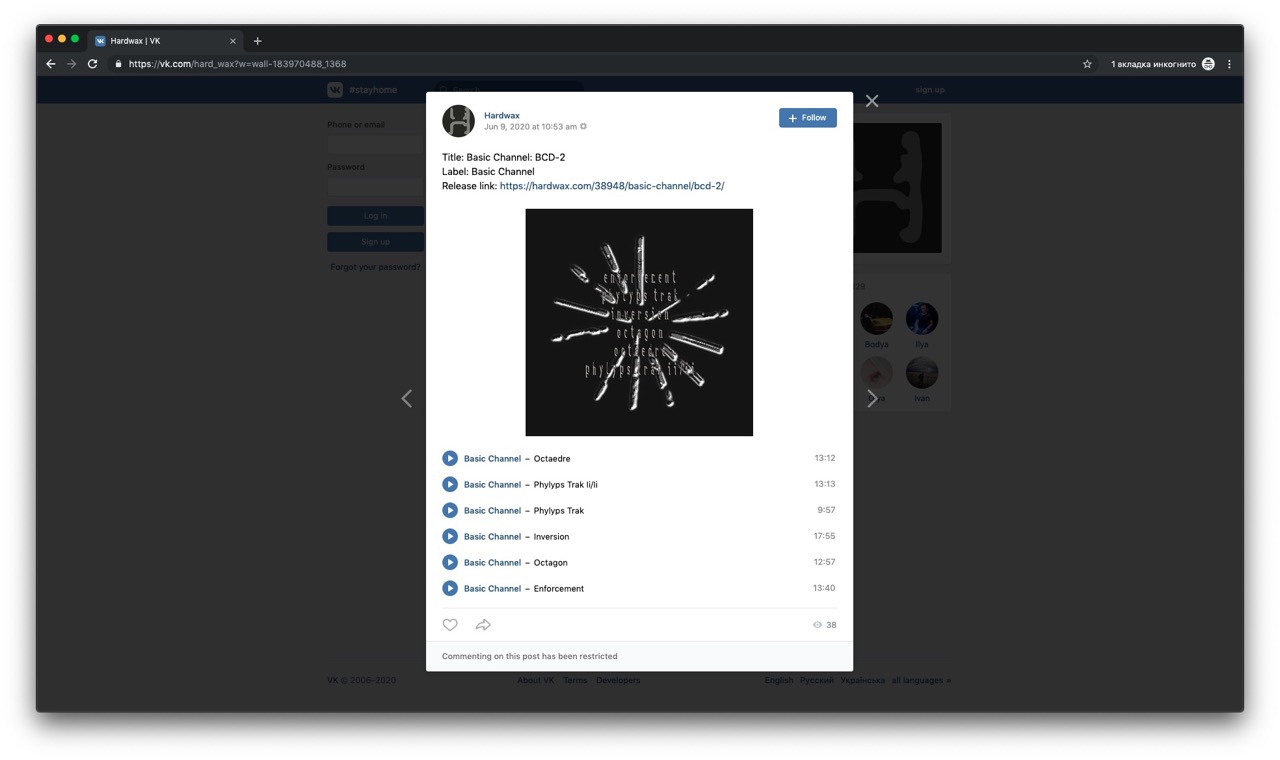 Hardwax | VK
https://vk.com/hard_wax?w=wall-183970488_1368
1 вкладка инкогнито
#stayhome
Search
sign up
Phone or email
Password
Log in
Sign up
Forgot your password?
Hardwax
Jun 9, 2020 at 10:53 am
Follow
Title: Basic Channel: BCD-2
Label: Basic Channel
Release link: https://hardwax.com/38948/basic-channel/bcd-2/
enforcement
phylyps trak
inversion
octagon
octaedre
phylyps trak ii/ii
Basic Channel – Octaedre 13:12
Basic Channel – Phylyps Trak Ii/Ii 13:13
Basic Channel – Phylyps Trak 9:57
Basic Channel – Inversion 17:55
Basic Channel – Octagon 12:57
Basic Channel – Enforcement 13:40
38
Commenting on this post has been restricted
Bodya Ilya
Ivan
VK © 2006–2020
About VK Terms Developers
English Русский Українська all languages »